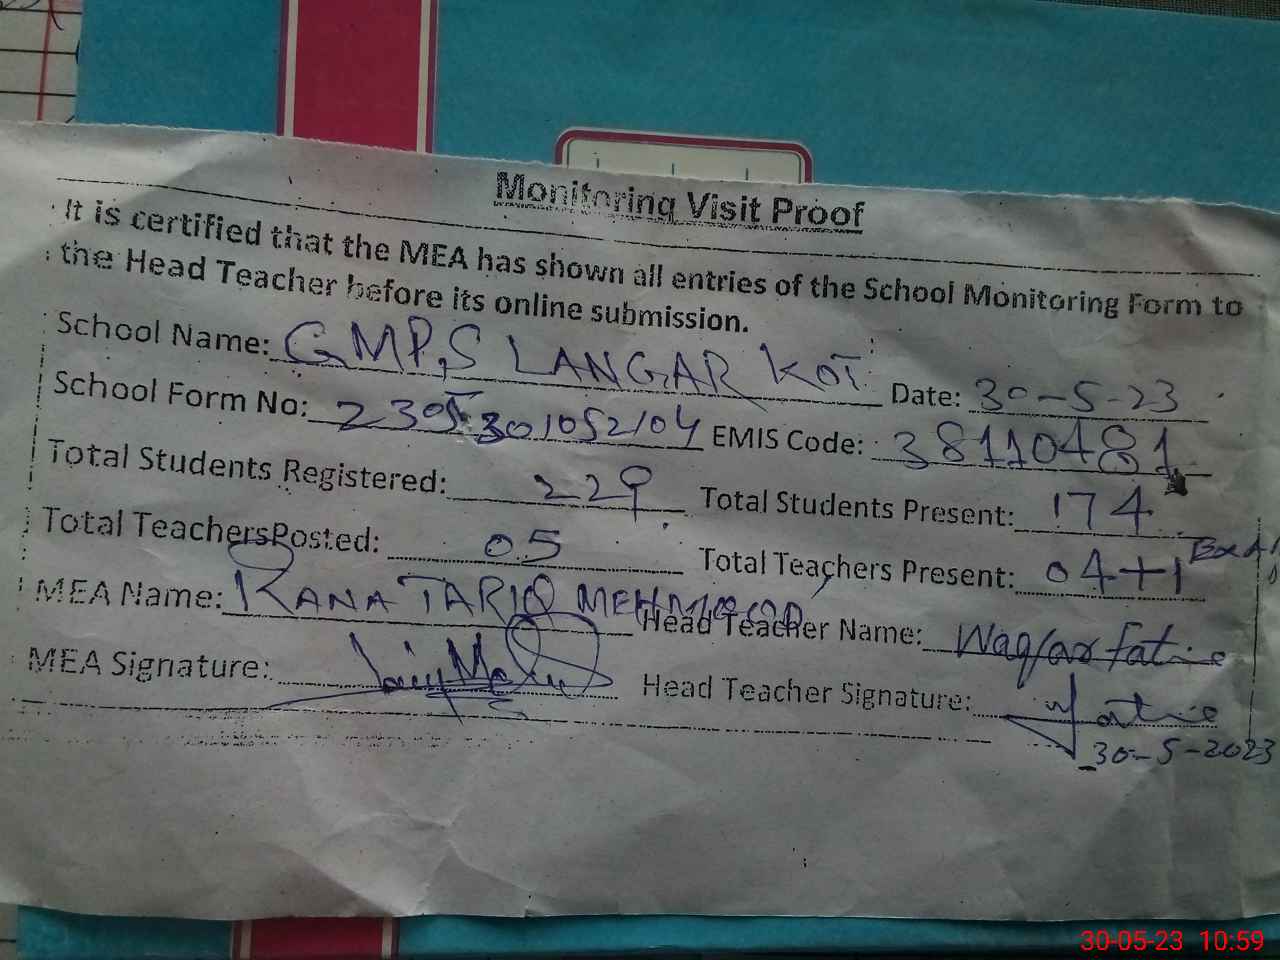 Monitoring Visit Proof
It is certified that the MEA has shown all entries of the School Monitoring Form to
the Head Teacher before its online submission.
School Name: GMPS LANGAR KOT Date: 30-5-23
School Form No: 2305301052104 EMIS Code: 38110481
Total Students Registered: 229 Total Students Present: 174
Total TeachersPosted: 05 Total Teachers Present: 04+1
MEA Name: RANA TARIQ MEHMOOD Head Teacher Name: Waqar Fatima
MEA Signature: Head Teacher Signature:
30-5-2023
30-05-23 10:59